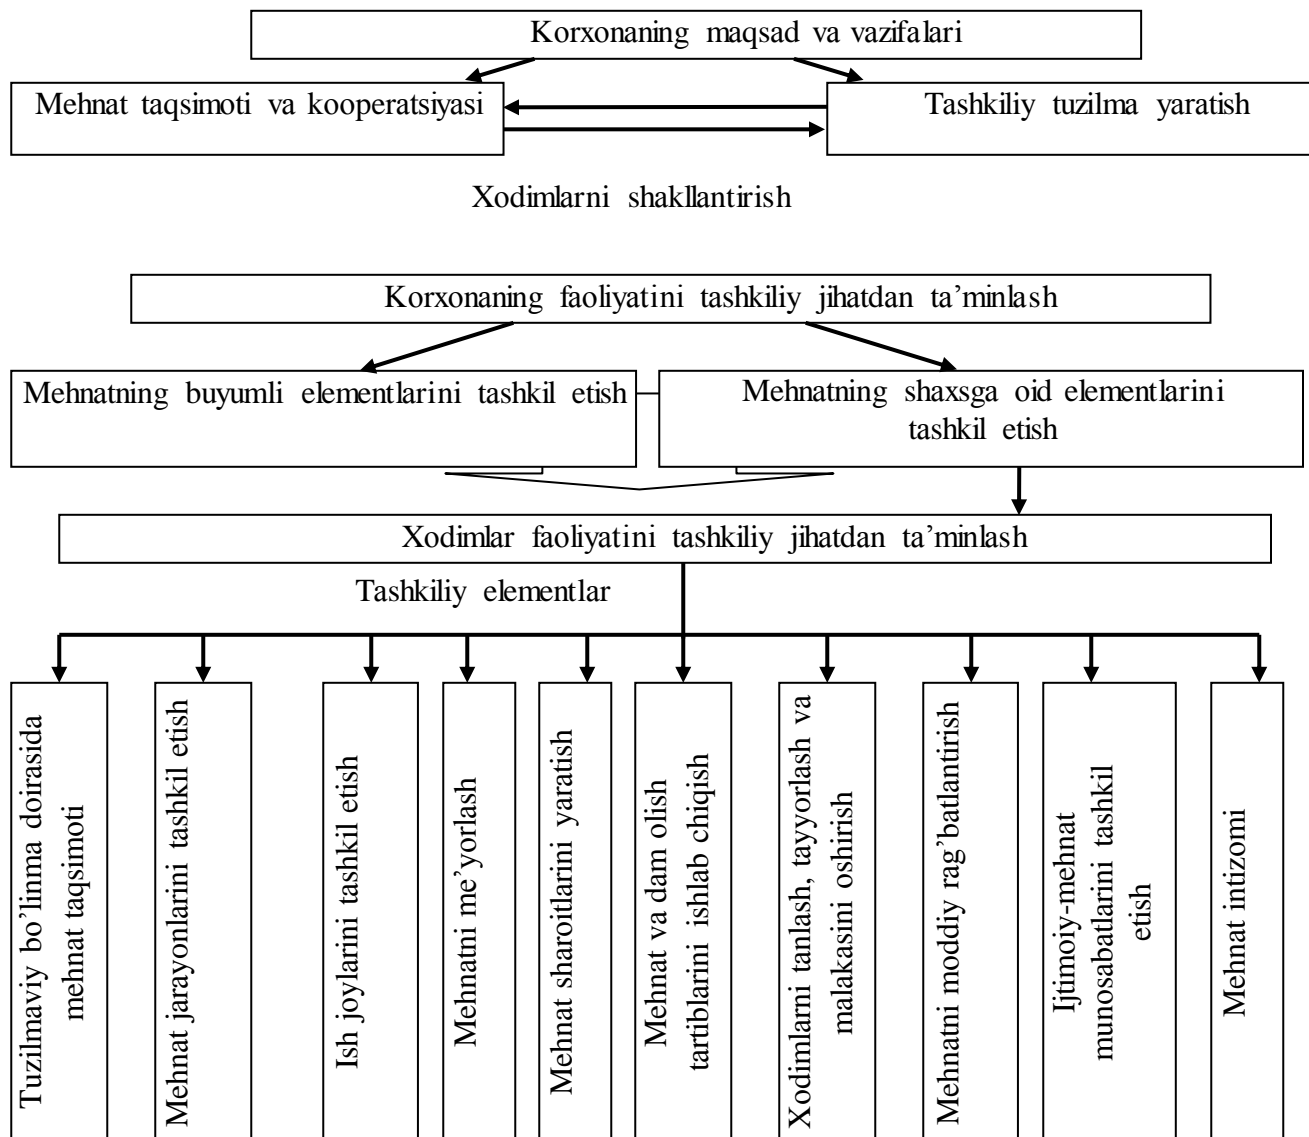 Korxonaning maqsad va vazifalari
Mehnat taqsimoti va kooperatsiyasi
Tashkiliy tuzilma yaratish
Xodimlarni shakllantirish
Korxonaning faoliyatini tashkiliy jihatdan ta’minlash
Mehnatning buyumli elementlarini tashkil etish
Mehnatning shaxsga oid elementlarini
tashkil etish
Xodimlar faoliyatini tashkiliy jihatdan ta’minlash
Tashkiliy elementlar
Tuzilmaviy bo’linma doirasida
mehnat taqsimoti
Mehnat jarayonlarini tashkil etish
Ish joylarini tashkil etish
Mehnatni me’yorlash
Mehnat sharoitlarini yaratish
Mehnat va dam olish
tartiblarini ishlab chiqish
Xodimlarni tanlash, tayyorlash va
malakasini oshirish
Mehnatni moddiy rag’batlantirish
Ijtimoiy-mehnat
munosabatlarini tashkil
etish
Mehnat intizomi